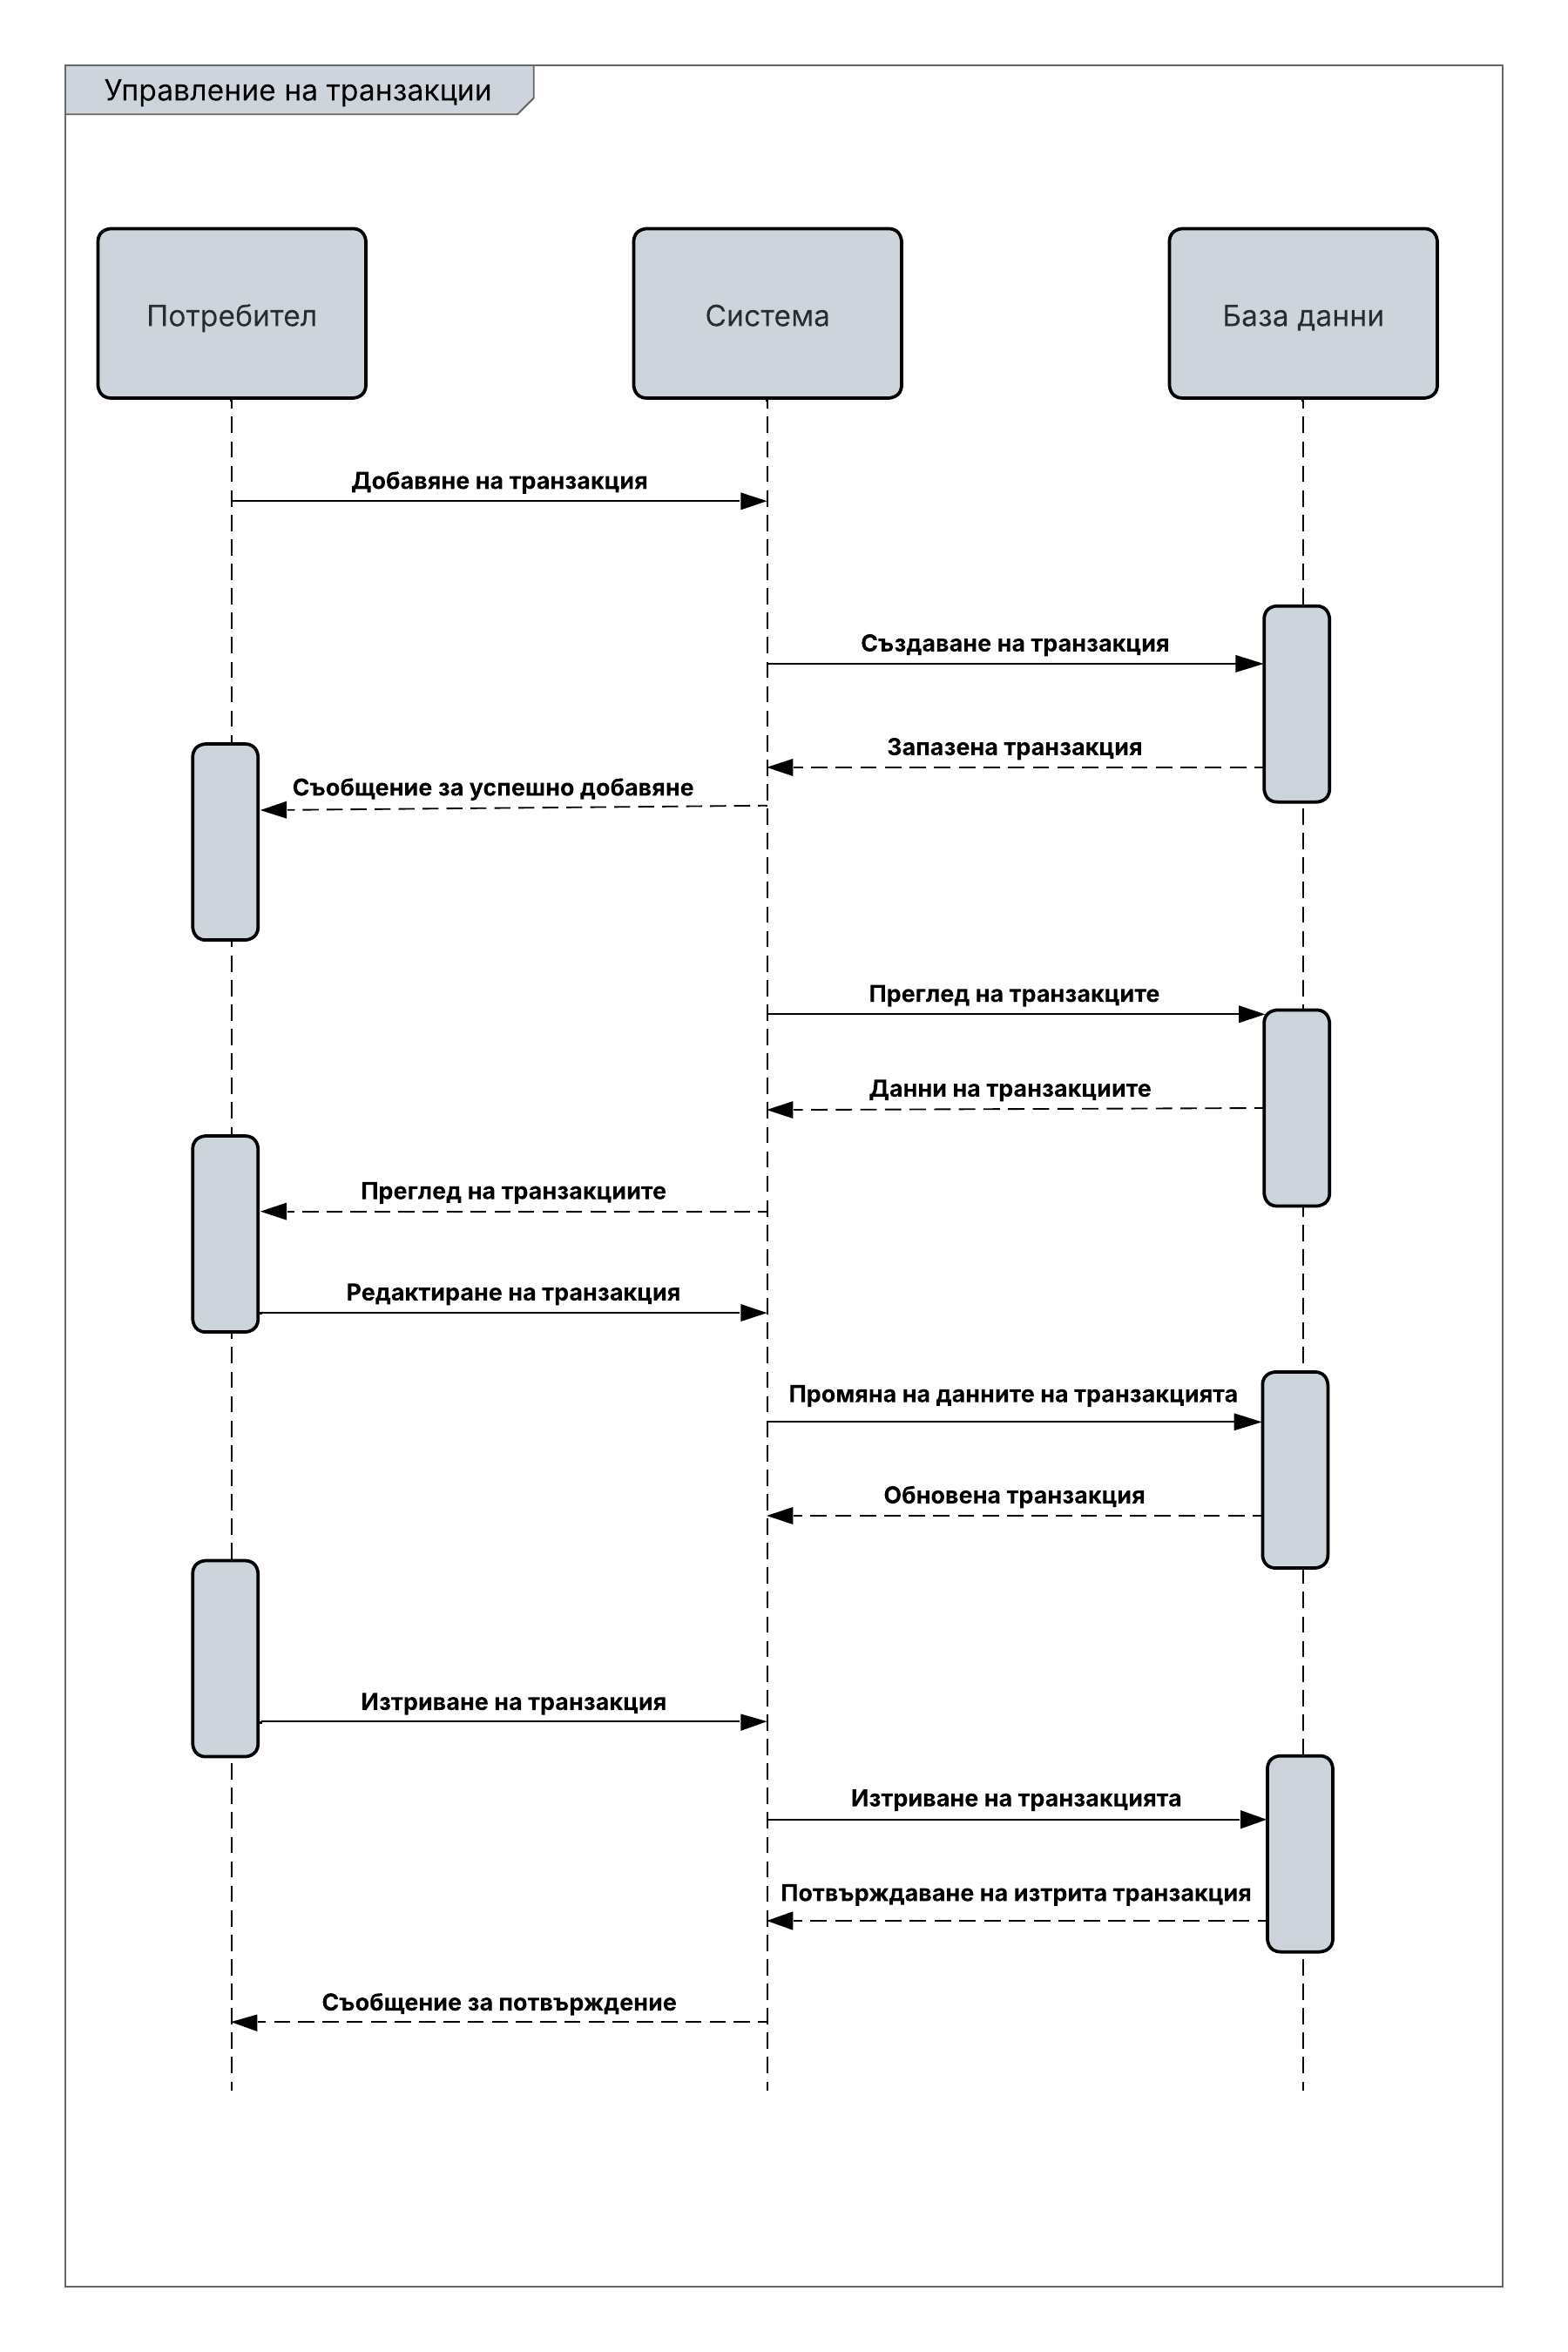 Управление на транзакции
Потребител
Система
База данни
Добавяне на транзакция
Създаване на транзакция
Запазена транзакция
Съобщение за успешно добавяне
Преглед на транзакците
Данни на транзакциите
Преглед на транзакциите
Редактиране на транзакция
Промяна на данните на транзакцията
Обновена транзакция
Изтриване на транзакция
Изтриване на транзакцията
Потвърждаване на изтрита транзакция
Съобщение за потвърждение